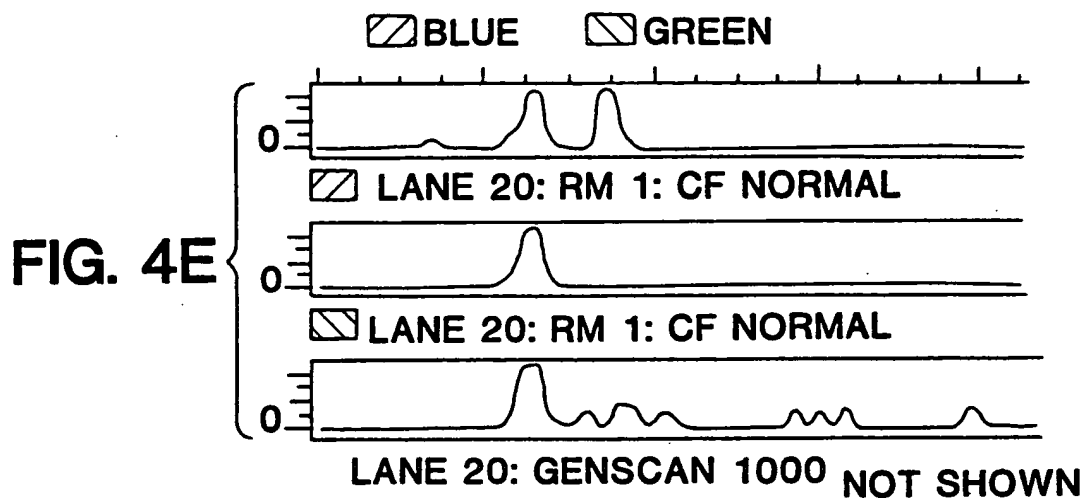 BLUE GREEN
0
LANE 20: RM 1: CF NORMAL
FIG. 4E
0
LANE 20: RM 1: CF NORMAL
0
LANE 20: GENSCAN 1000 NOT SHOWN